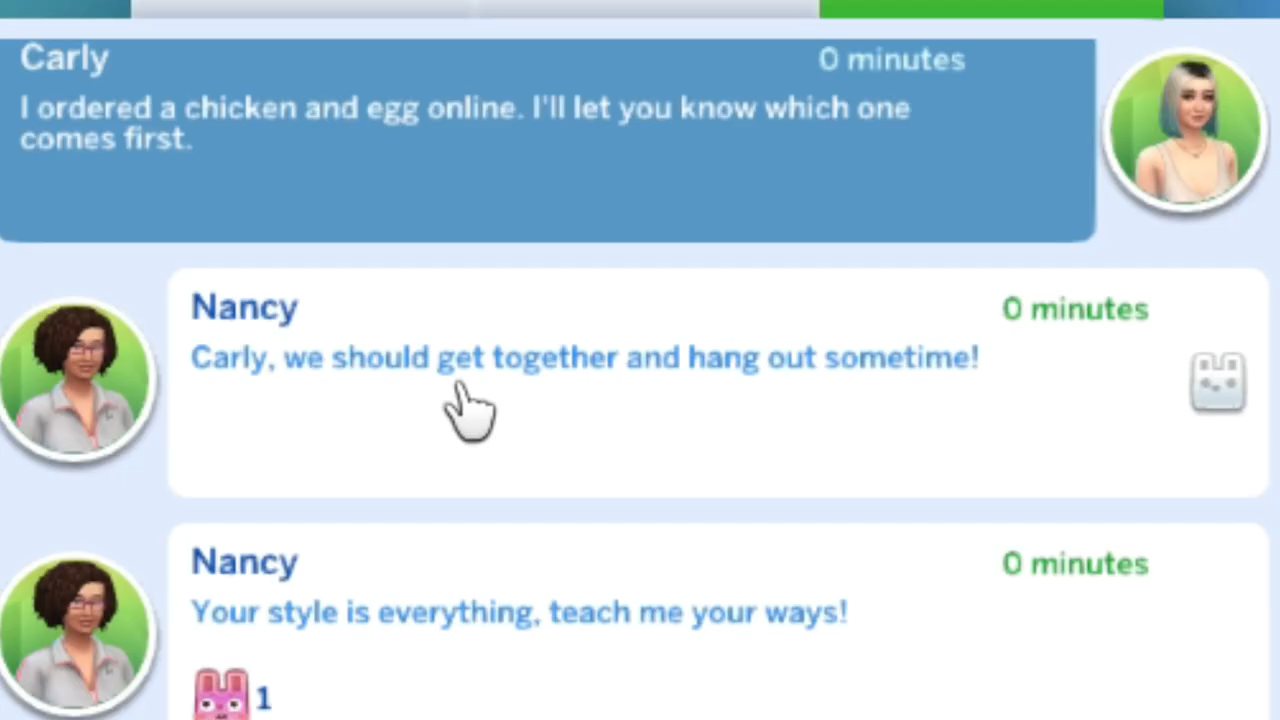 Carly
0 minutes
I ordered a chicken and egg online. I'll let you know which one
comes first.
Nancy
0 minutes
Carly, we should get together and hang out sometime!
Nancy
0 minutes
Your style is everything, teach me your ways!
1